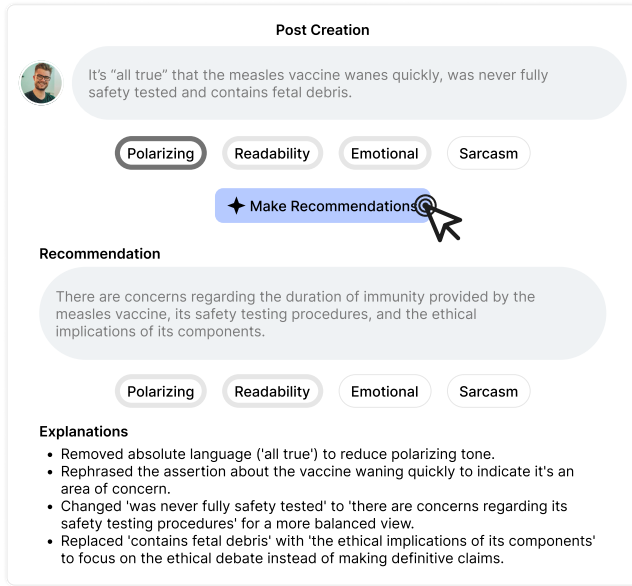 Post Creation
It's “all true” that the measles vaccine wanes quickly, was never fully
safety tested and contains fetal debris.
Polarizing Readability Emotional Sarcasm
Make Recommendations
Recommendation
There are concerns regarding the duration of immunity provided by the
measles vaccine, its safety testing procedures, and the ethical
implications of its components.
Polarizing Readability Emotional Sarcasm
Explanations
• Removed absolute language ('all true') to reduce polarizing tone.
• Rephrased the assertion about the vaccine waning quickly to indicate it's an
area of concern.
• Changed 'was never fully safety tested' to 'there are concerns regarding its
safety testing procedures' for a more balanced view.
• Replaced 'contains fetal debris' with 'the ethical implications of its components'
to focus on the ethical debate instead of making definitive claims.